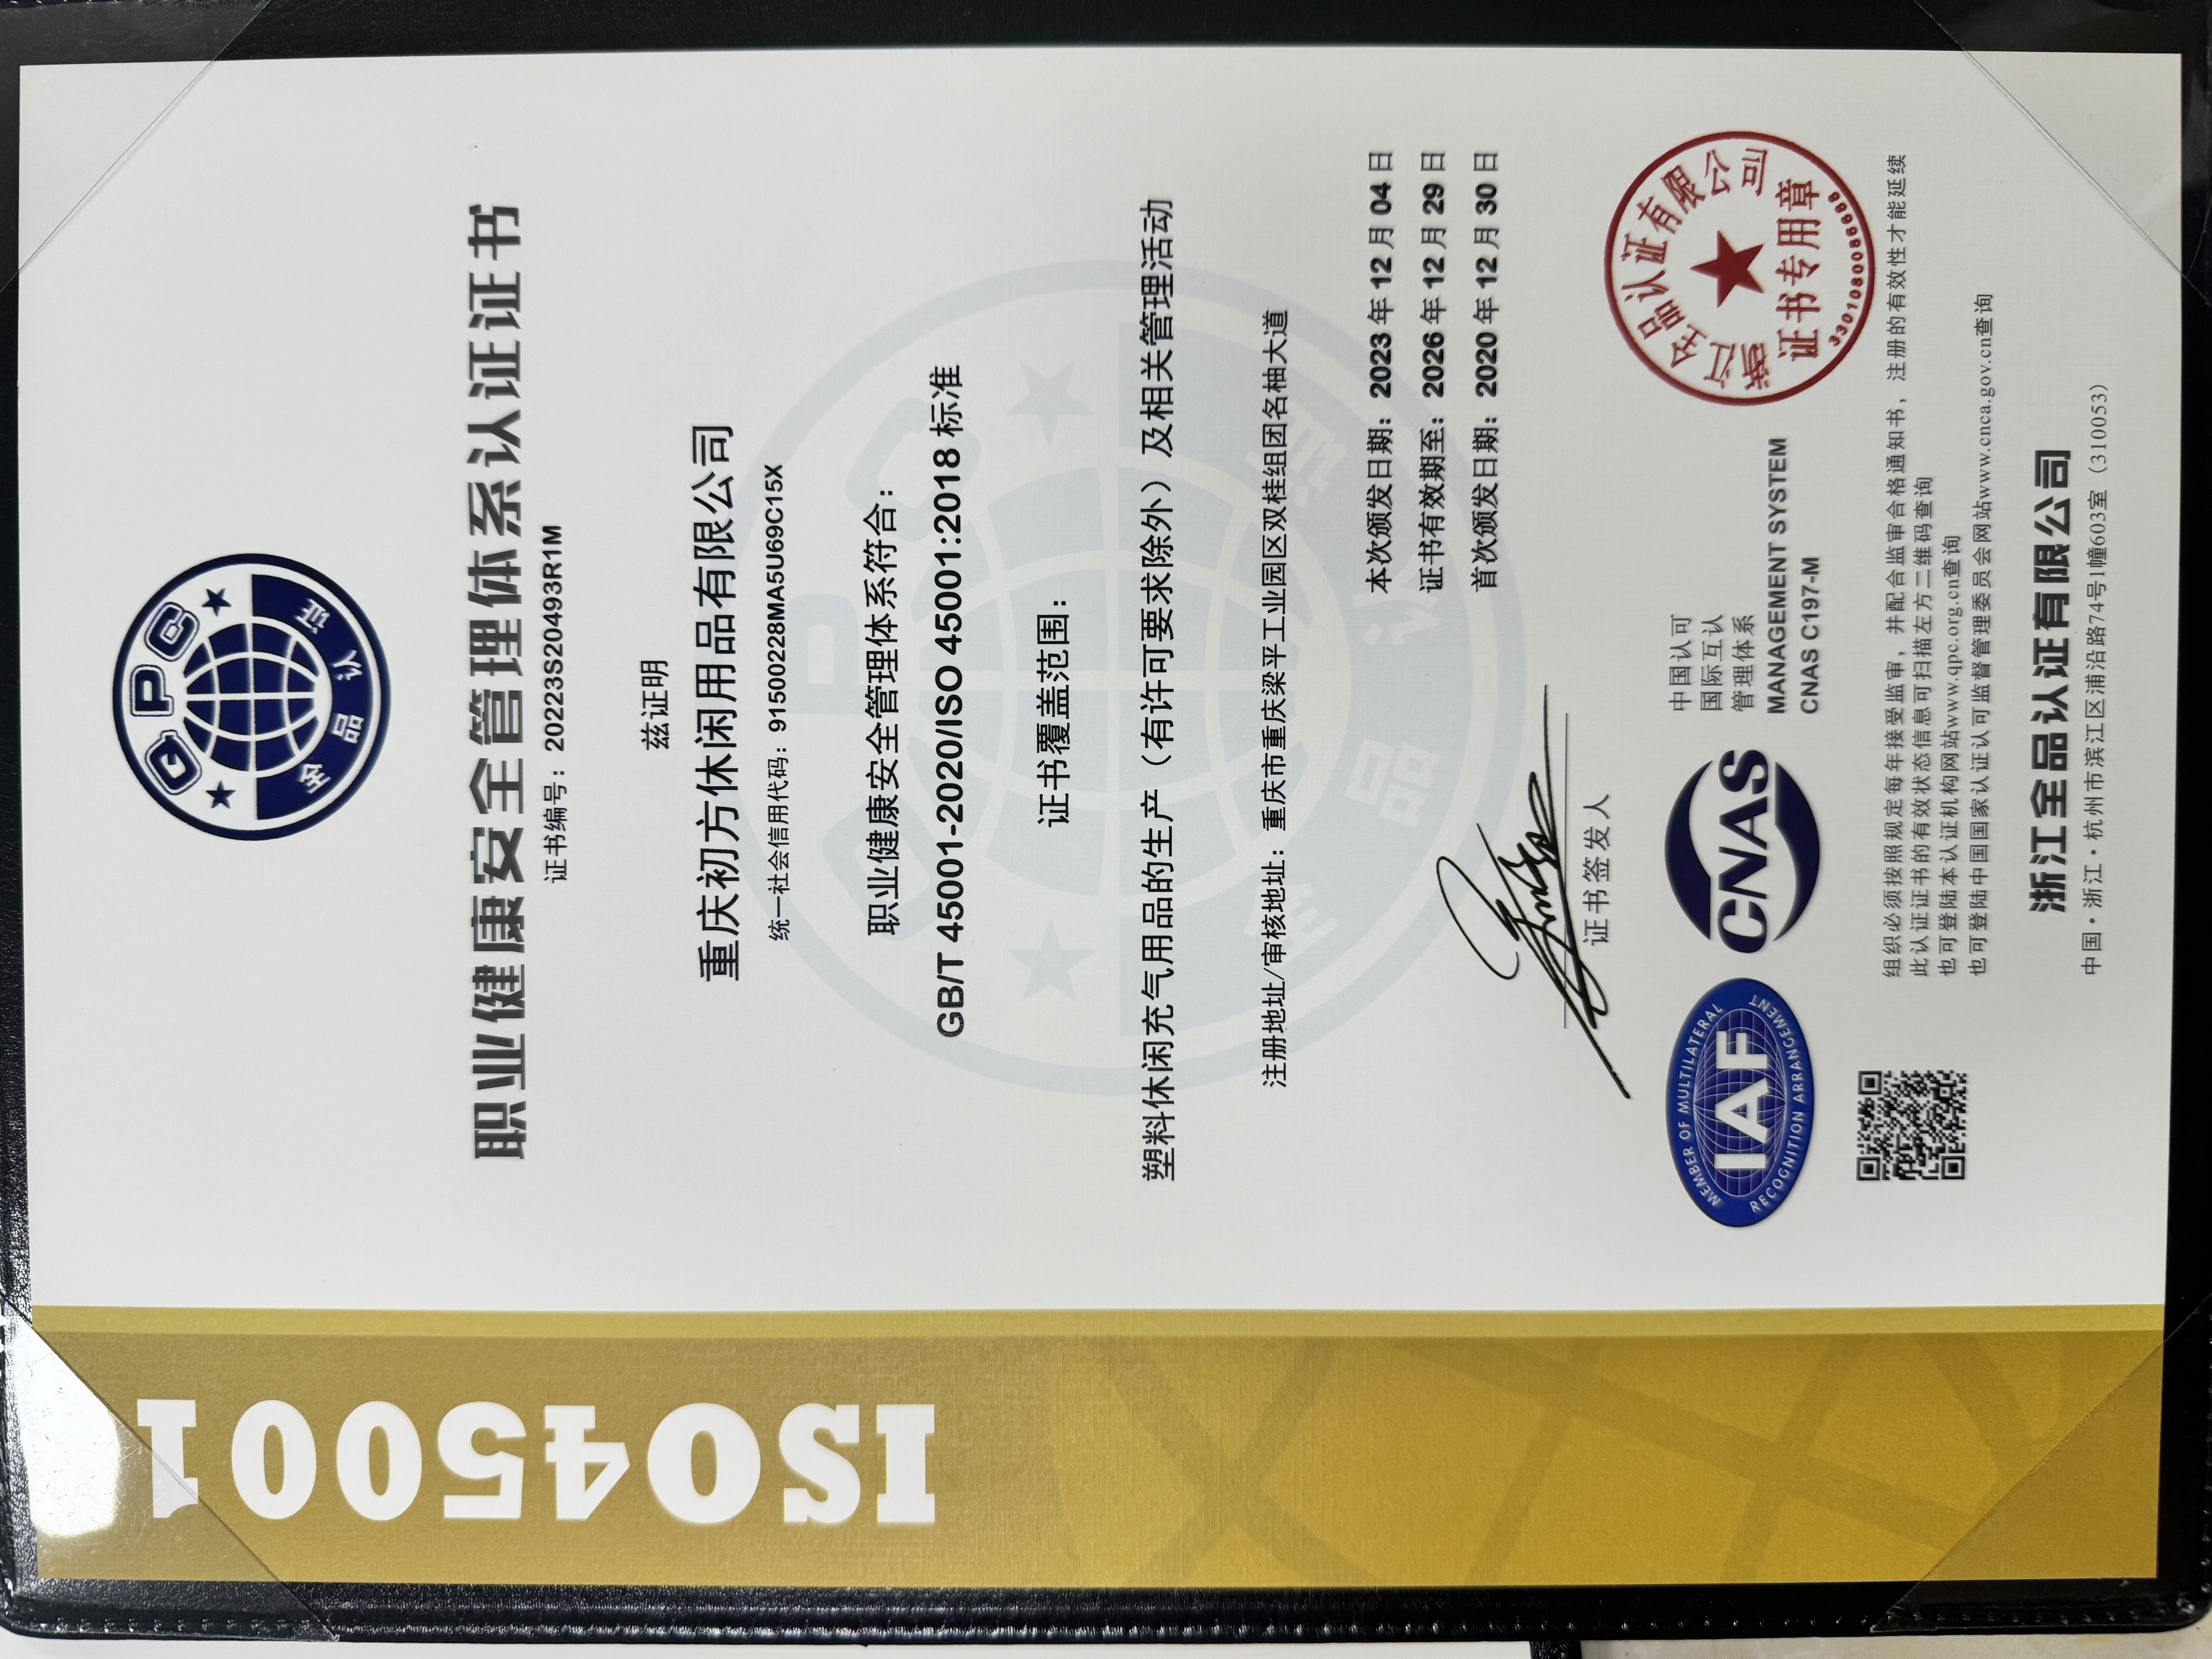 ISO45001
QPC
全品认证
职业健康安全管理体系认证证书
证书编号：20223S20493R1M
兹证明
重庆初方休闲用品有限公司
统一社会信用代码：91500228MA5U69C15X
职业健康安全管理体系符合：
GB/T 45001-2020/ISO 45001:2018 标准
证书覆盖范围：
塑料休闲充气用品的生产（有许可要求除外）及相关管理活动
注册地址/审核地址：重庆市重庆梁平工业园区双桂组团名柚大道
本次颁发日期：2023 年 12 月 04 日
证书有效期至：2026 年 12 月 29 日
首次颁发日期：2020 年 12 月 30 日
证书签发人
MEMBER OF MULTILATERAL
IAF
RECOGNITION ARRANGEMENT
CNAS
中国认可
国际互认
管理体系
MANAGEMENT SYSTEM
CNAS C197-M
浙江全品认证有限公司
证书专用章
3301080086688
组织必须按照规定每年接受监审，并配合监审合格通知书，注册的有效性才能延续
此认证证书的有效状态信息可扫描左方二维码查询
也可登陆本认证机构网站www.qpc.org.cn查询
也可登陆中国国家认证认可监督管理委员会网站www.cnca.gov.cn查询
浙江全品认证有限公司
中国·浙江·杭州市滨江区浦沿路74号1幢603室（310053）